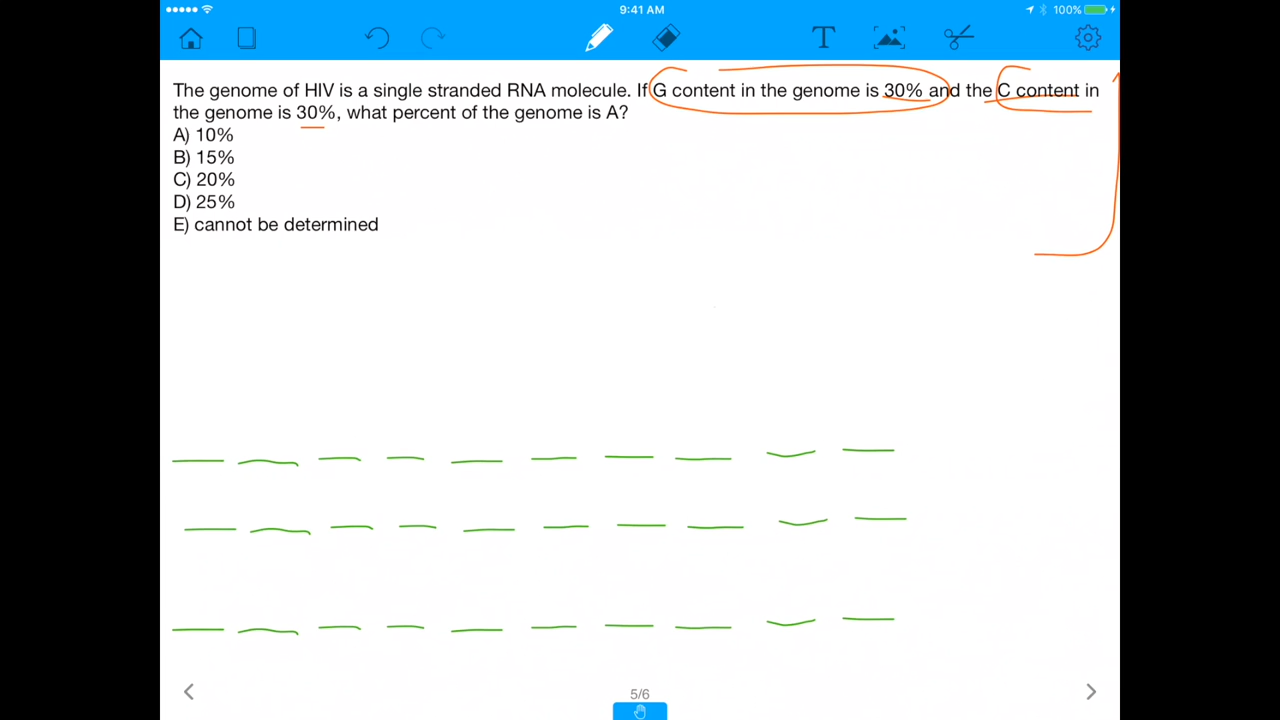 9:41 AM
100%
T
The genome of HIV is a single stranded RNA molecule. If G content in the genome is 30% and the C content in
the genome is 30%, what percent of the genome is A?
A) 10%
B) 15%
C) 20%
D) 25%
E) cannot be determined
5/6